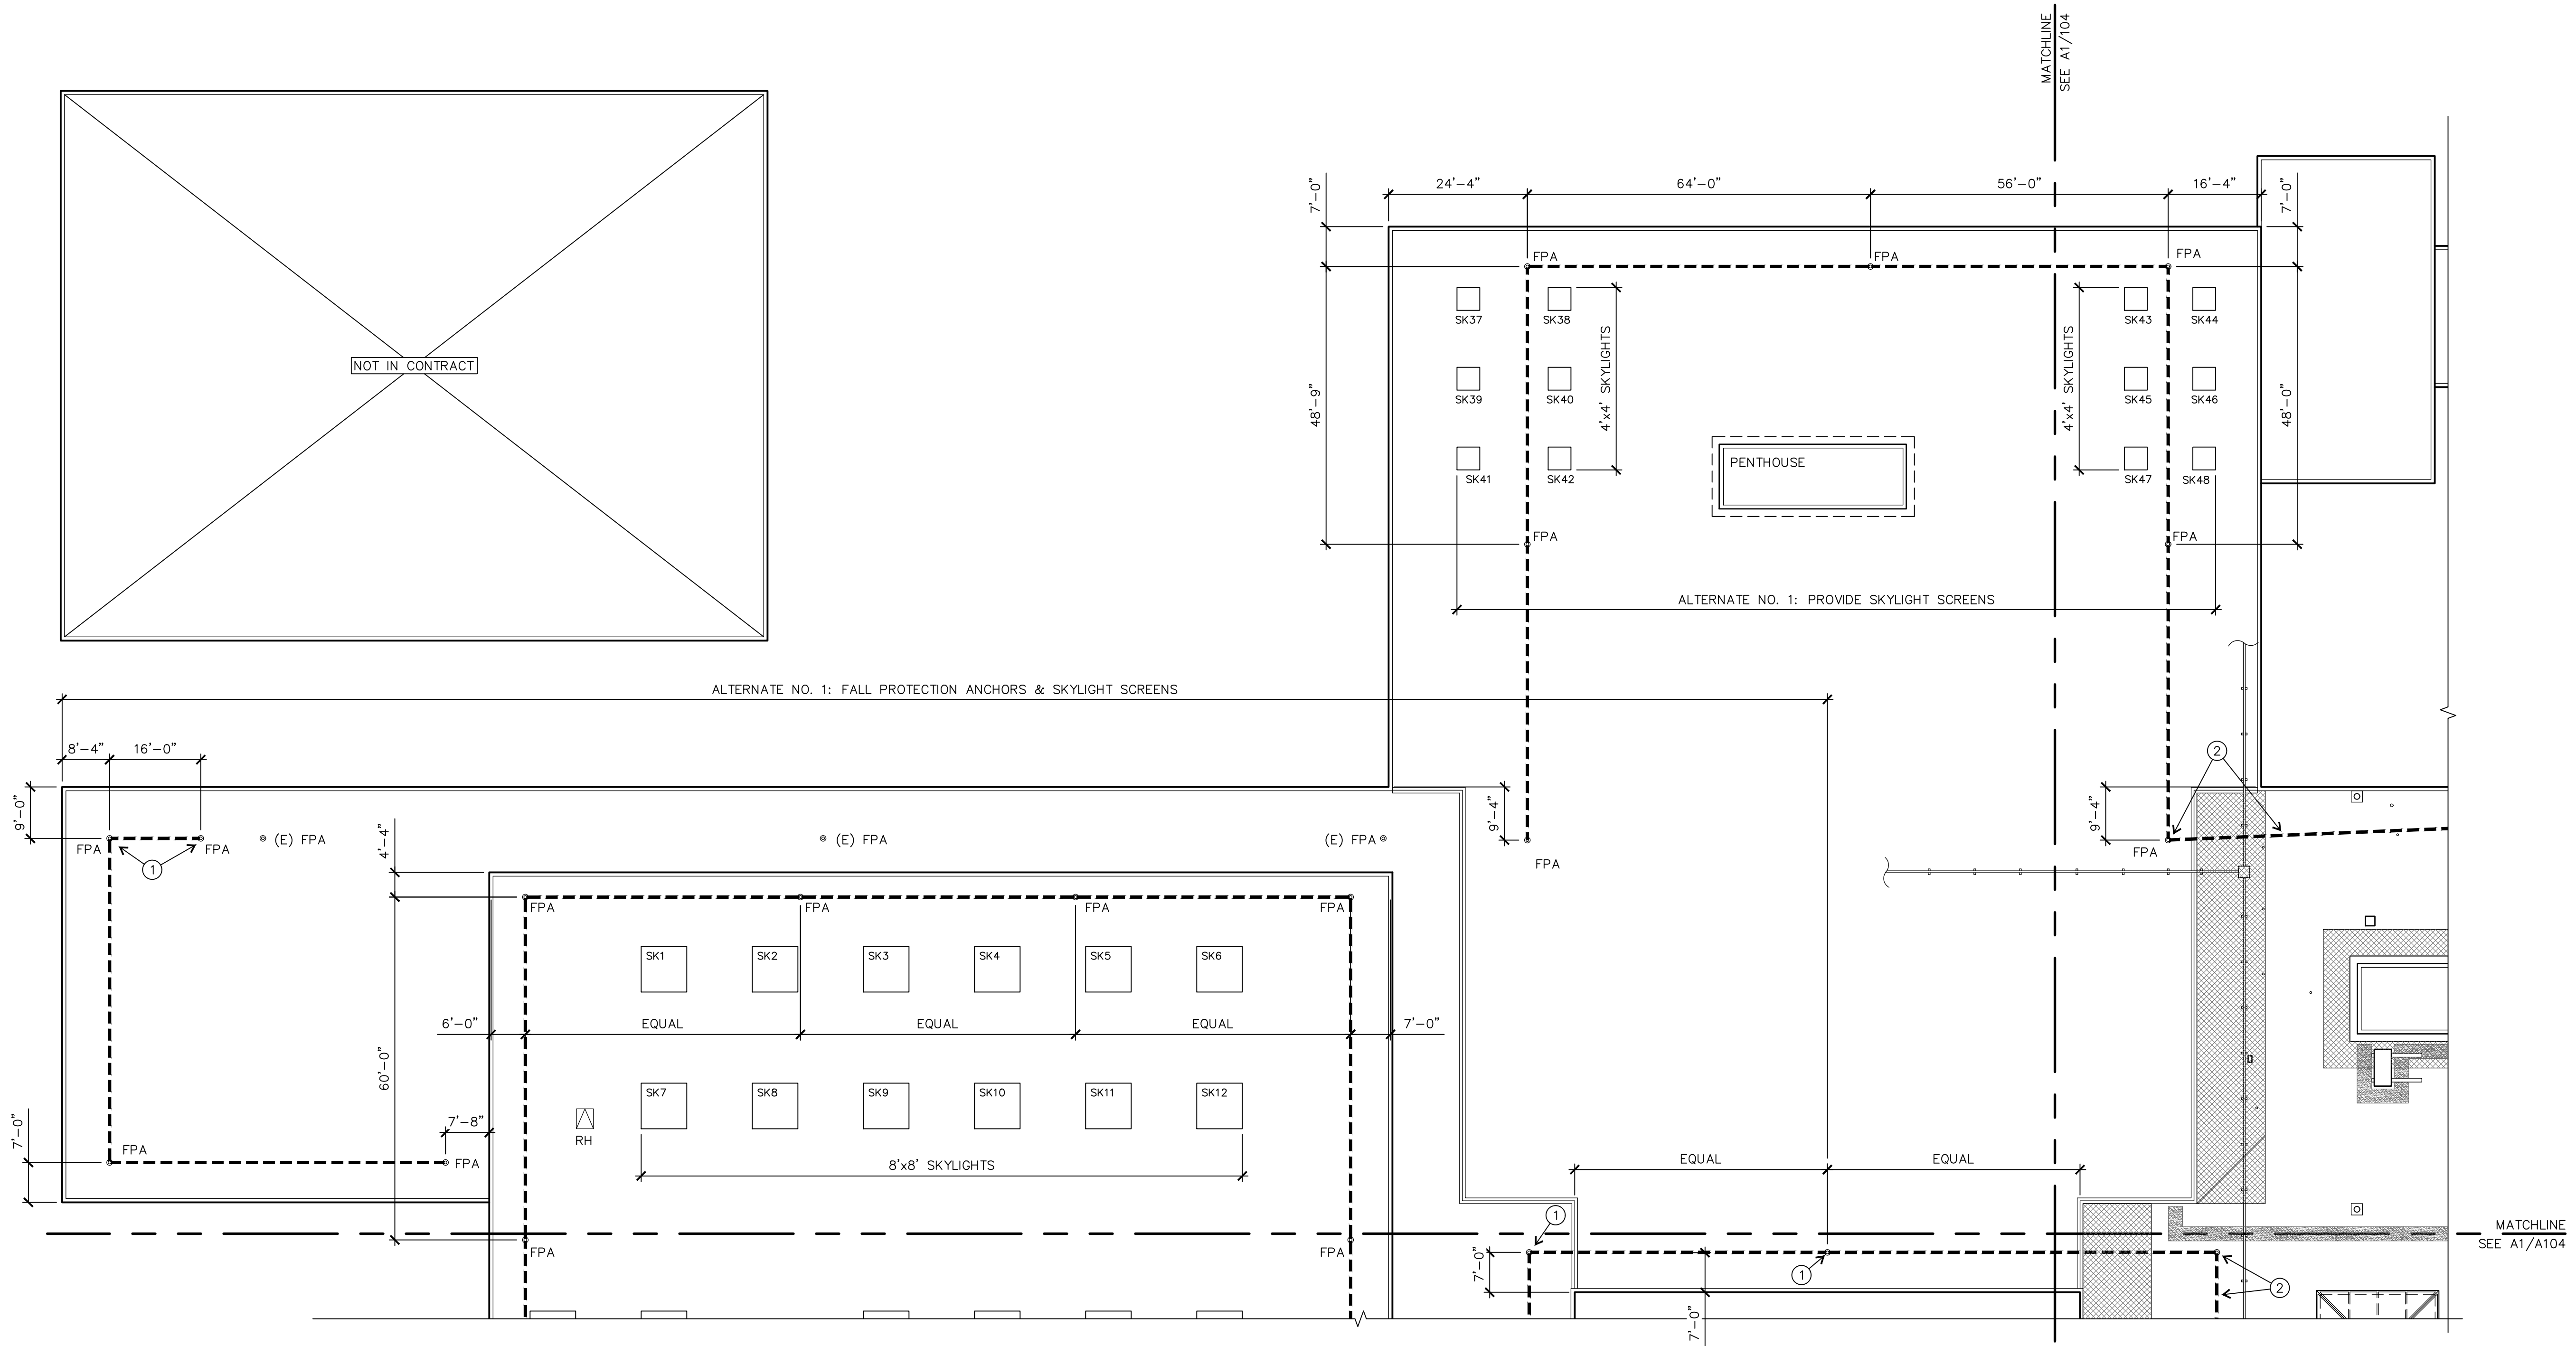 MATCHLINE
SEE A1/104
24'-4"
64'-0"
56'-0"
16'-4"
7'-0"
7'-0"
FPA
FPA
FPA
SK37
SK38
SK43
SK44
4'x4' SKYLIGHTS
4'x4' SKYLIGHTS
NOT IN CONTRACT
48'-9"
48'-0"
SK39
SK40
SK45
SK46
PENTHOUSE
SK41
SK42
SK47
SK48
FPA
FPA
ALTERNATE NO. 1: PROVIDE SKYLIGHT SCREENS
ALTERNATE NO. 1: FALL PROTECTION ANCHORS & SKYLIGHT SCREENS
8'-4"
16'-0"
2
9'-0"
9'-4"
9'-4"
FPA
FPA
1
(E) FPA
(E) FPA
(E) FPA
4'-4"
FPA
FPA
FPA
FPA
FPA
FPA
SK1
SK2
SK3
SK4
SK5
SK6
6'-0"
EQUAL
EQUAL
EQUAL
7'-0"
60'-0"
SK7
SK8
SK9
SK10
SK11
SK12
7'-8"
7'-0"
RH
FPA
FPA
8'x8' SKYLIGHTS
EQUAL
EQUAL
1
MATCHLINE
SEE A1/A104
FPA
FPA
7'-0"
1
2
7'-0"